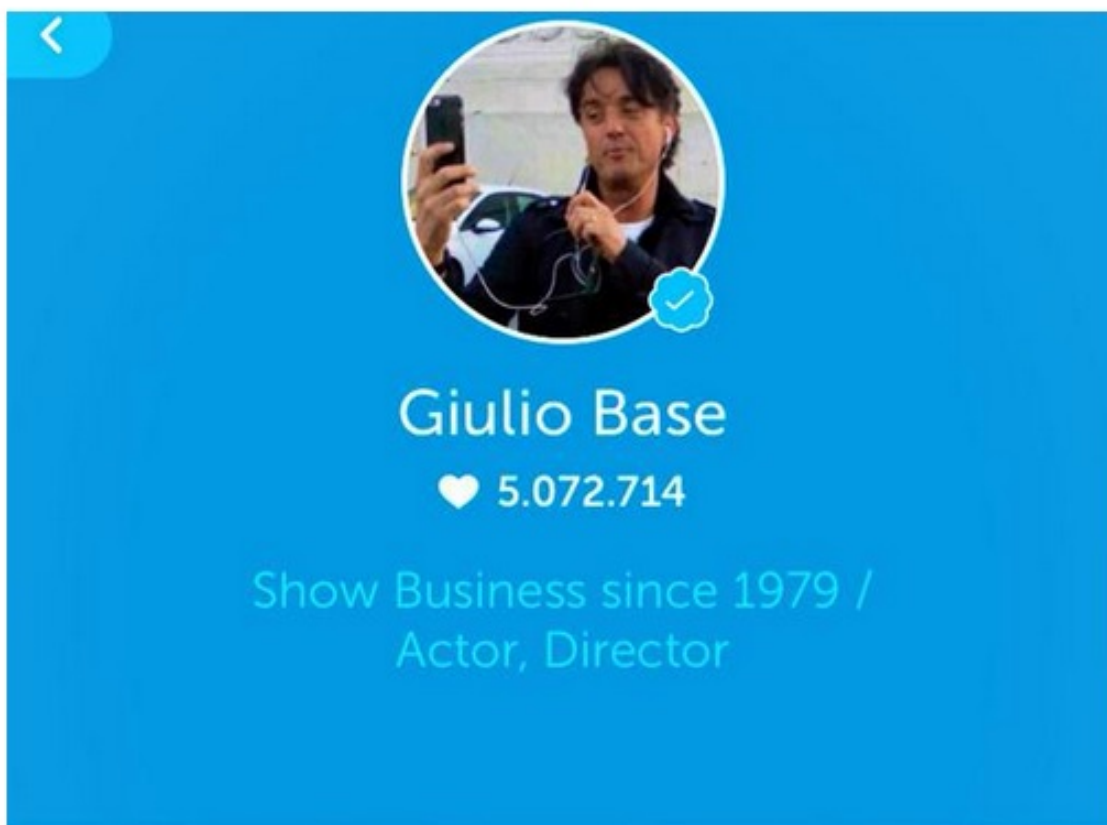 Giulio Base
5.072.714
Show Business since 1979 /
Actor, Director